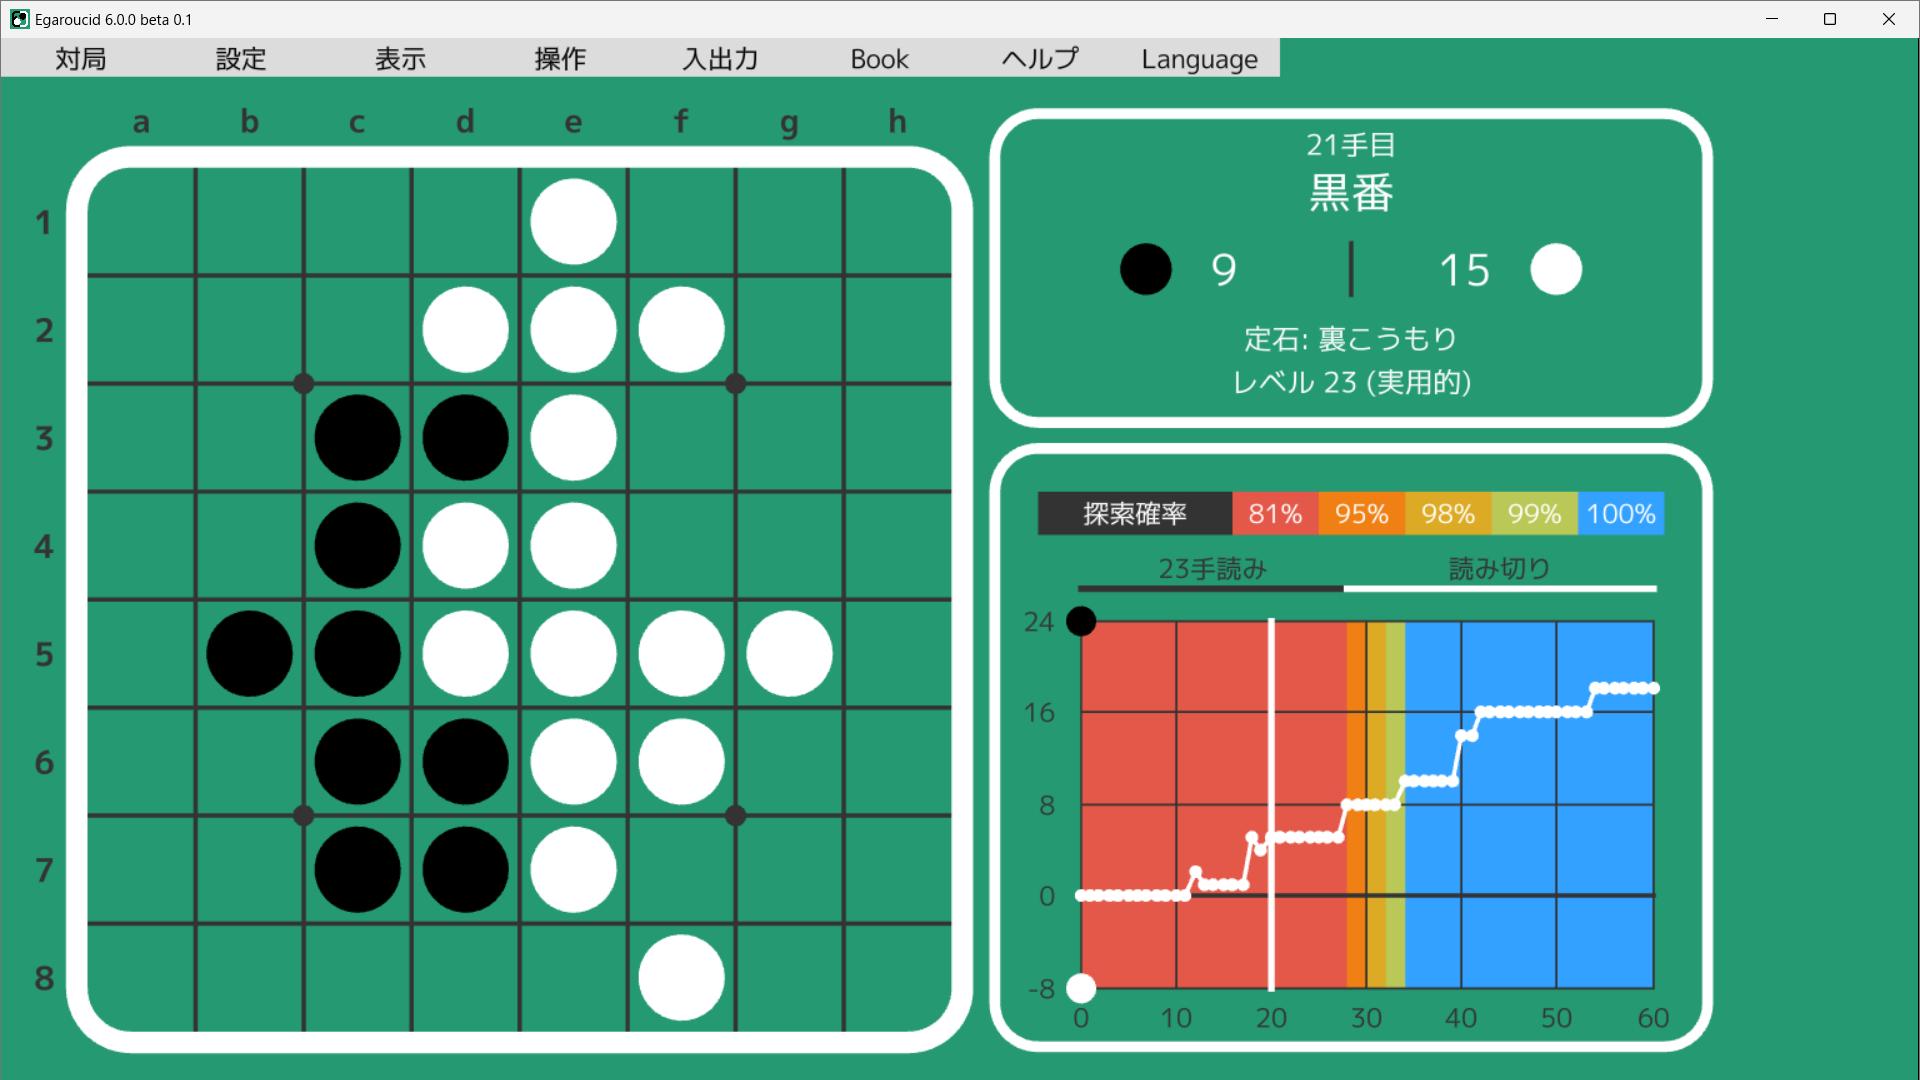 Egaroucid 6.0.0 beta 0.1
対局 設定 表示 操作 入出力 Book ヘルプ Language
a b c d e f g h
1
2
3
4
5
6
7
8
21手目
黒番
9 15
定石: 裏こうもり
レベル 23 (実用的)
探索確率 81% 95% 98% 99% 100%
23手読み 読み切り
24
16
8
0
-8
0 10 20 30 40 50 60